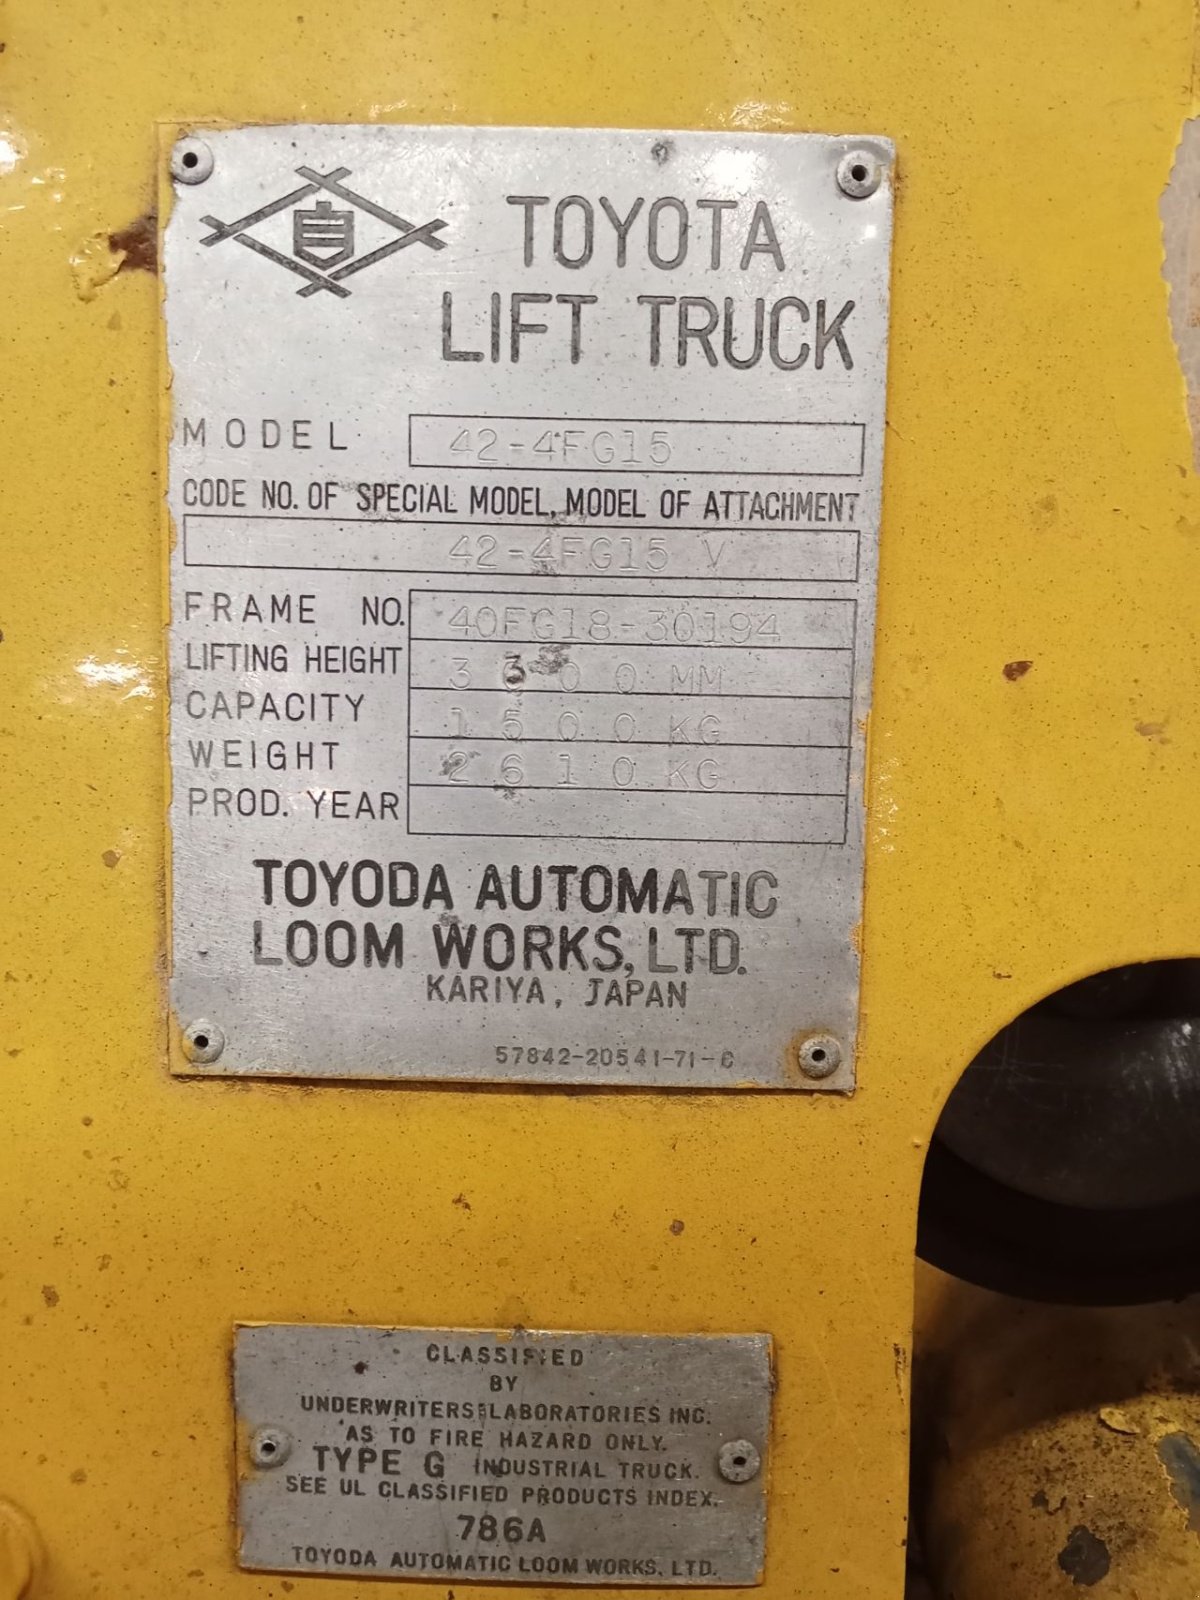 自
TOYOTA
LIFT TRUCK
MODEL 42-4FG15
CODE NO. OF SPECIAL MODEL, MODEL OF ATTACHMENT
42-4FG15 V
FRAME NO. 40FG18-30194
LIFTING HEIGHT 3300 MM
CAPACITY 1500 KG
WEIGHT 2610 KG
PROD. YEAR
TOYODA AUTOMATIC
LOOM WORKS, LTD.
KARIYA, JAPAN
57842-20541-71-C
CLASSIFIED
BY
UNDERWRITERS LABORATORIES INC.
AS TO FIRE HAZARD ONLY.
TYPE G INDUSTRIAL TRUCK.
SEE UL CLASSIFIED PRODUCTS INDEX.
786A
TOYODA AUTOMATIC LOOM WORKS, LTD.